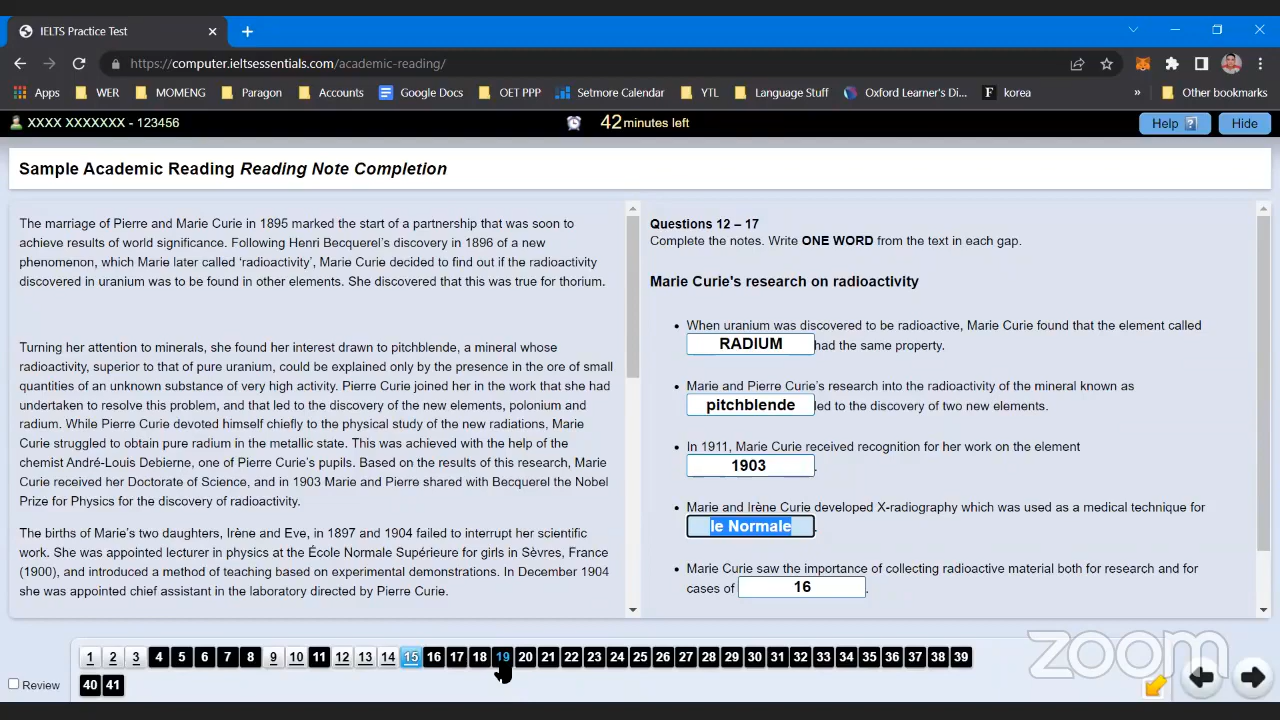 IELTS Practice Test
https://computer.ieltsessentials.com/academic-reading/
Apps WER MOMENG Paragon Accounts Google Docs OET PPP Setmore Calendar YTL Language Stuff Oxford Learner's Di... F korea » Other bookmarks
XXXX XXXXXXX - 123456 42 minutes left Help ? Hide
Sample Academic Reading Reading Note Completion
The marriage of Pierre and Marie Curie in 1895 marked the start of a partnership that was soon to
achieve results of world significance. Following Henri Becquerel's discovery in 1896 of a new
phenomenon, which Marie later called 'radioactivity', Marie Curie decided to find out if the radioactivity
discovered in uranium was to be found in other elements. She discovered that this was true for thorium.
Turning her attention to minerals, she found her interest drawn to pitchblende, a mineral whose
radioactivity, superior to that of pure uranium, could be explained only by the presence in the ore of small
quantities of an unknown substance of very high activity. Pierre Curie joined her in the work that she had
undertaken to resolve this problem, and that led to the discovery of the new elements, polonium and
radium. While Pierre Curie devoted himself chiefly to the physical study of the new radiations, Marie
Curie struggled to obtain pure radium in the metallic state. This was achieved with the help of the
chemist André-Louis Debierne, one of Pierre Curie's pupils. Based on the results of this research, Marie
Curie received her Doctorate of Science, and in 1903 Marie and Pierre shared with Becquerel the Nobel
Prize for Physics for the discovery of radioactivity.
The births of Marie's two daughters, Irène and Eve, in 1897 and 1904 failed to interrupt her scientific
work. She was appointed lecturer in physics at the École Normale Supérieure for girls in Sèvres, France
(1900), and introduced a method of teaching based on experimental demonstrations. In December 1904
she was appointed chief assistant in the laboratory directed by Pierre Curie.
Questions 12 – 17
Complete the notes. Write ONE WORD from the text in each gap.
Marie Curie's research on radioactivity
• When uranium was discovered to be radioactive, Marie Curie found that the element called
RADIUM had the same property.
• Marie and Pierre Curie's research into the radioactivity of the mineral known as
pitchblende led to the discovery of two new elements.
• In 1911, Marie Curie received recognition for her work on the element
1903 .
• Marie and Irène Curie developed X-radiography which was used as a medical technique for
le Normale .
• Marie Curie saw the importance of collecting radioactive material both for research and for
cases of 16 .
1 2 3 4 5 6 7 8 9 10 11 12 13 14 15 16 17 18 19 20 21 22 23 24 25 26 27 28 29 30 31 32 33 34 35 36 37 38 39
Review 40 41
zoom